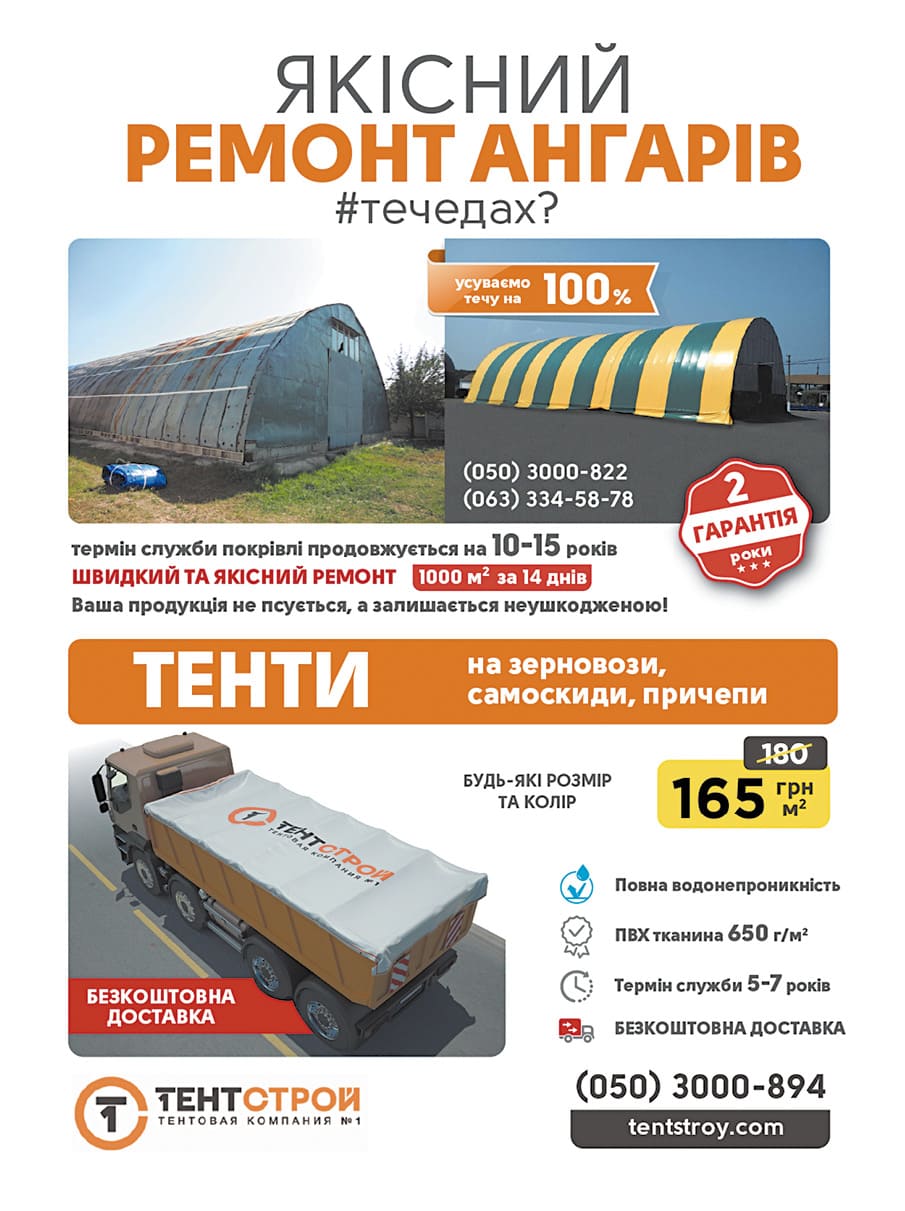 ЯКІСНИЙ
РЕМОНТ АНГАРІВ
#течедах?
усуваємо
течу на 100%
(050) 3000-822
(063) 334-58-78
2
ГАРАНТІЯ
роки
термін служби покрівлі продовжується на 10-15 років
ШВИДКИЙ ТА ЯКІСНИЙ РЕМОНТ 1000 м² за 14 днів
Ваша продукція не псується, а залишається неушкодженою!
ТЕНТИ
на зерновози,
самоскиди, причепи
БУДЬ-ЯКІ РОЗМІР
ТА КОЛІР
180
165 грн
м²
ТЕНТСТРОЙ
ТЕНТОВАЯ КОМПАНИЯ №1
Повна водонепроникність
ПВХ тканина 650 г/м²
Термін служби 5-7 років
БЕЗКОШТОВНА ДОСТАВКА
БЕЗКОШТОВНА
ДОСТАВКА
ТЕНТСТРОЙ
ТЕНТОВАЯ КОМПАНИЯ №1
(050) 3000-894
tentstroy.com